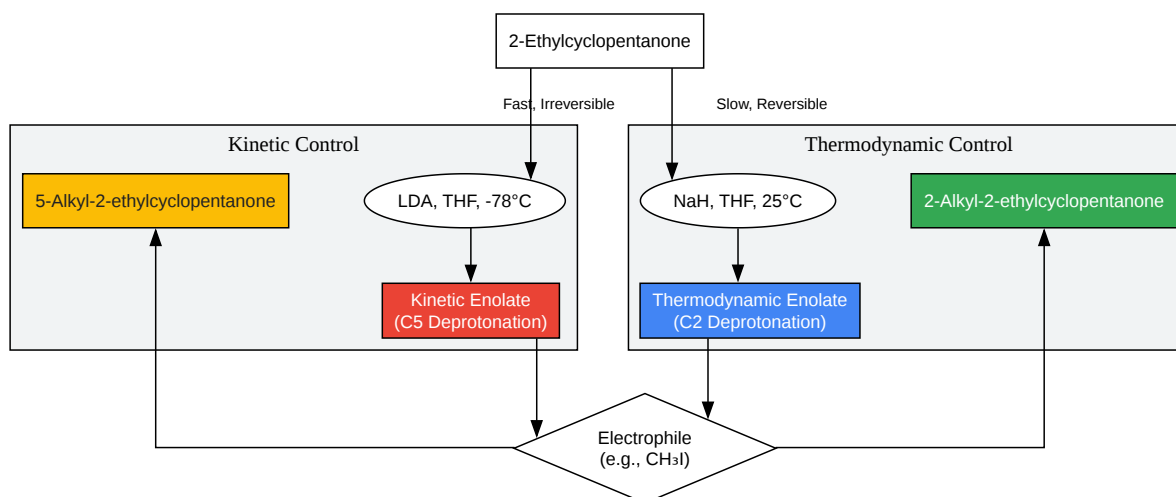 2-Ethylcyclopentanone
Fast, Irreversible
Slow, Reversible
Kinetic Control
Thermodynamic Control
5-Alkyl-2-ethylcyclopentanone
LDA, THF, -78°C
NaH, THF, 25°C
2-Alkyl-2-ethylcyclopentanone
Kinetic Enolate
(C5 Deprotonation)
Thermodynamic Enolate
(C2 Deprotonation)
Electrophile
(e.g., CH₃I)